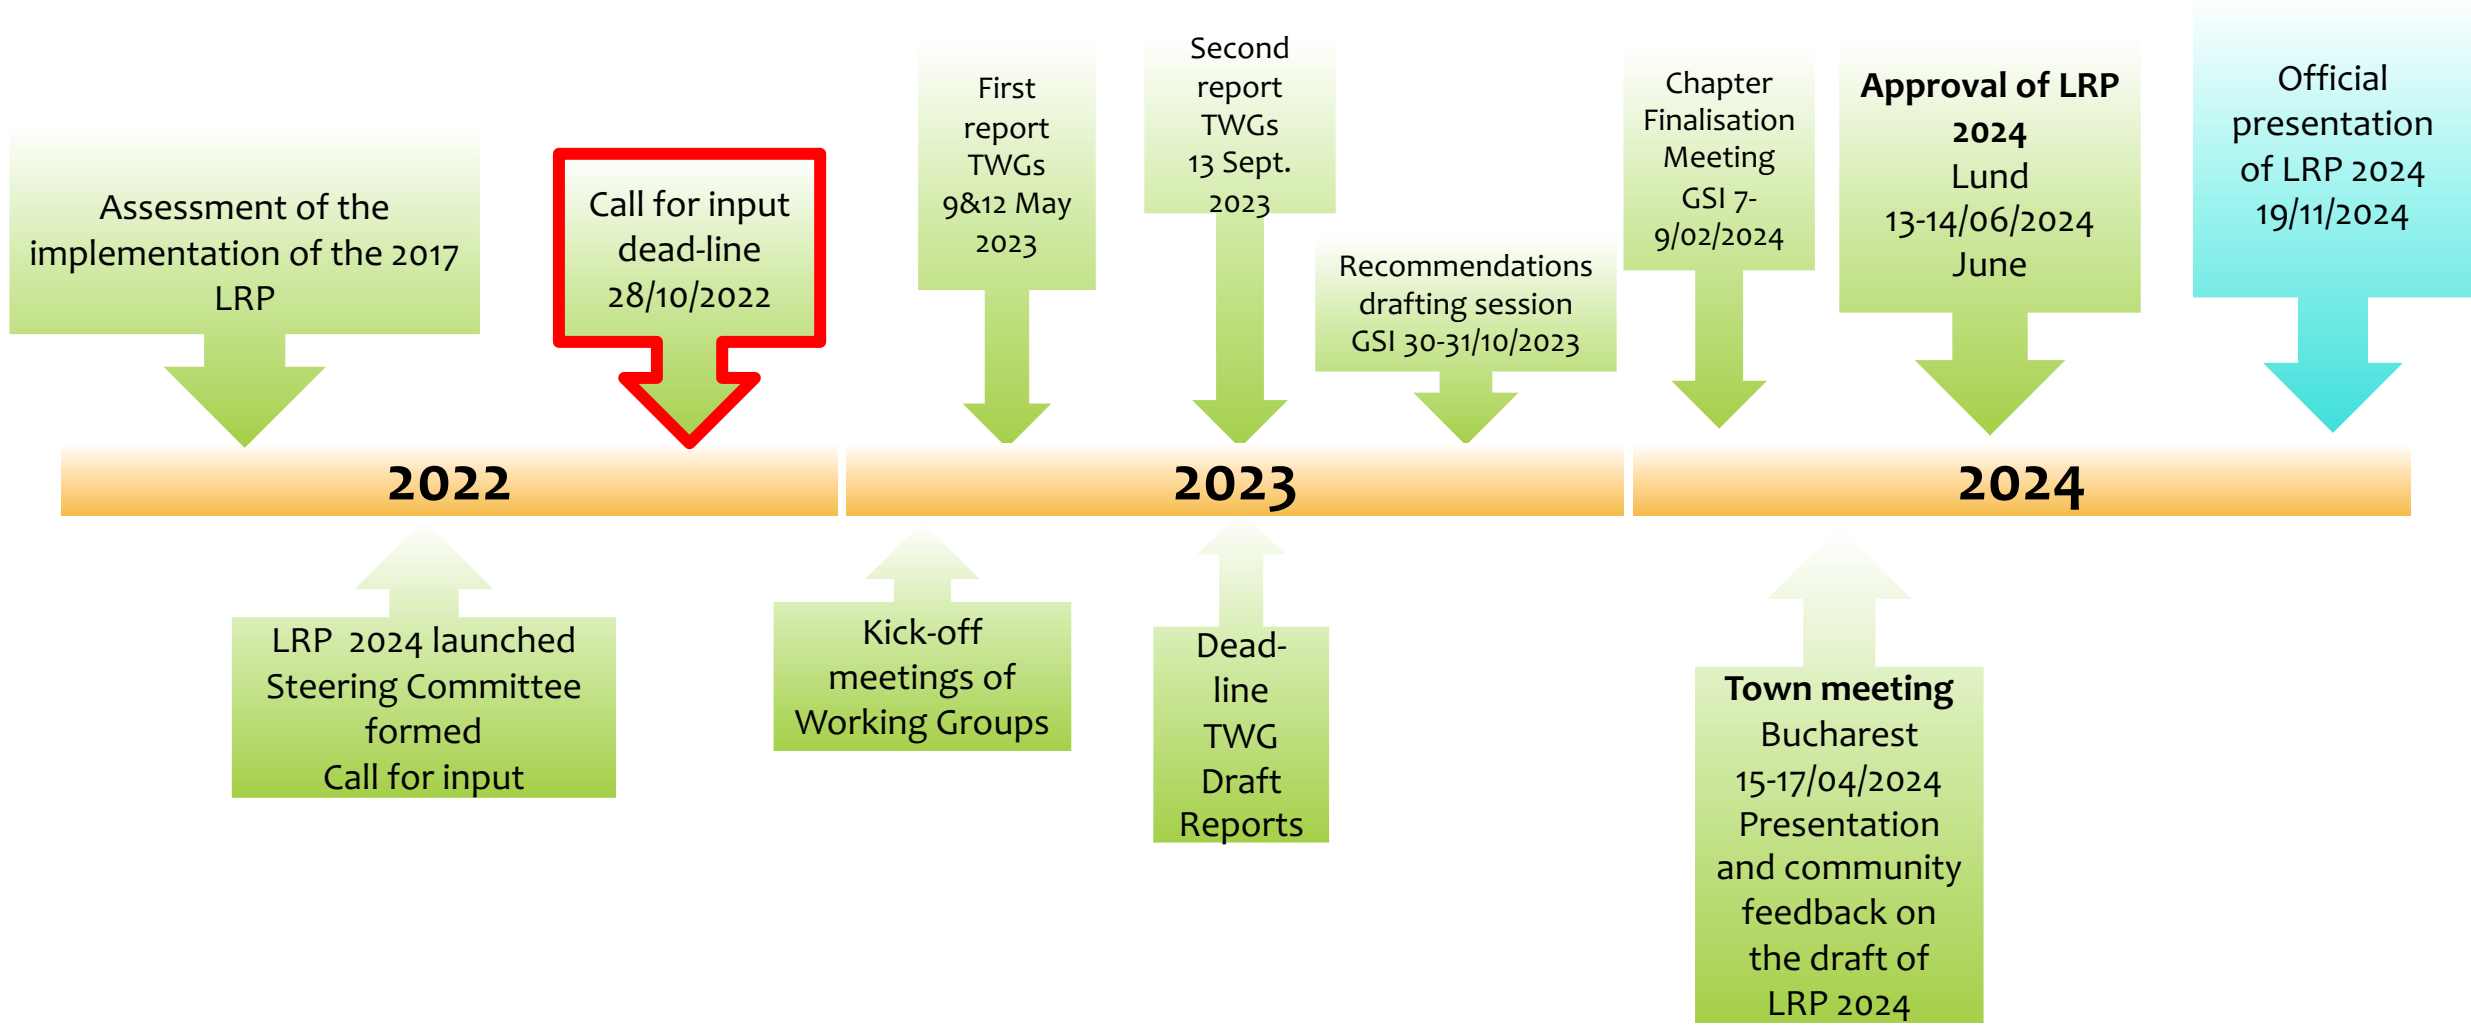 Assessment of the
implementation of the 2017
LRP
Call for input
dead-line
28/10/2022
First
report
TWGs
9&12 May
2023
Second
report
TWGs
13 Sept.
2023
Recommendations
drafting session
GSI 30-31/10/2023
Chapter
Finalisation
Meeting
GSI 7-
9/02/2024
Approval of LRP
2024
Lund
13-14/06/2024
June
Official
presentation
of LRP 2024
19/11/2024
2022
2023
2024
LRP 2024 launched
Steering Committee
formed
Call for input
Kick-off
meetings of
Working Groups
Dead-
line
TWG
Draft
Reports
Town meeting
Bucharest
15-17/04/2024
Presentation
and community
feedback on
the draft of
LRP 2024